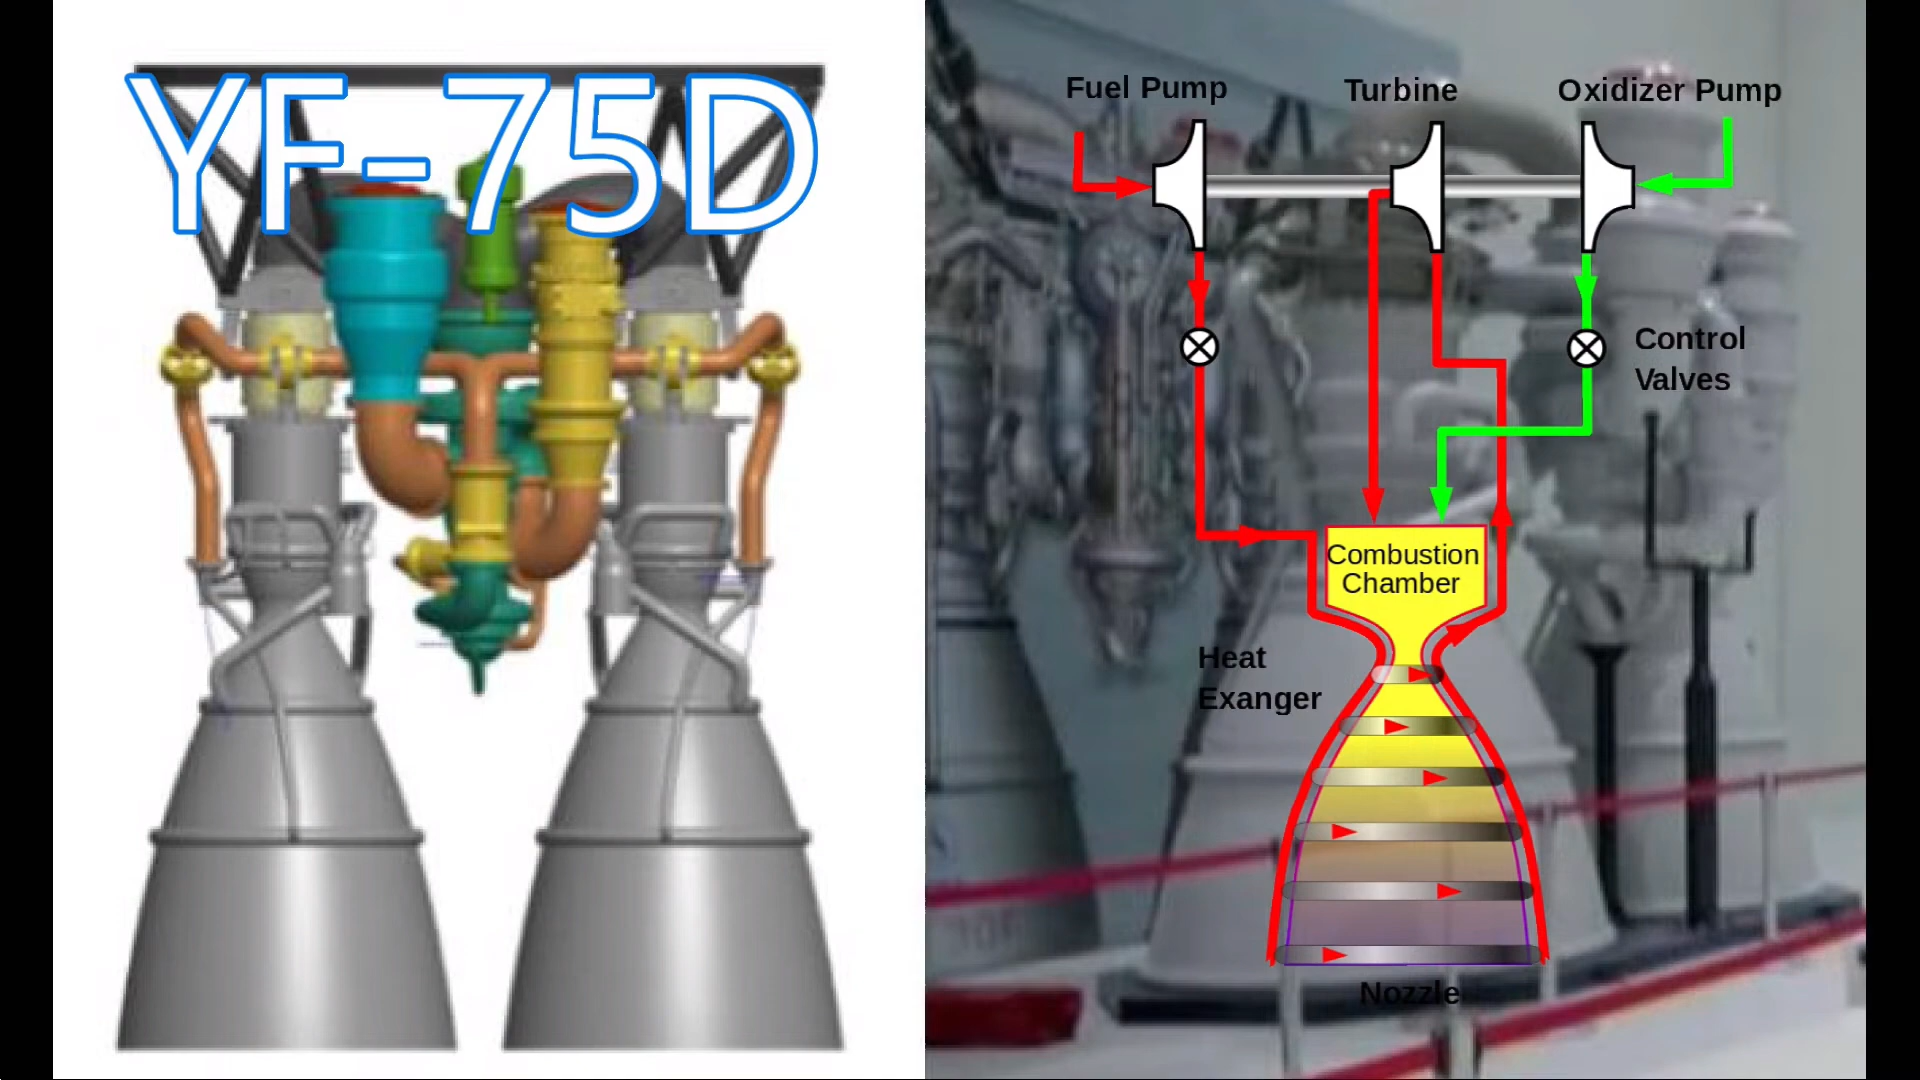 YF-75D
Fuel Pump
Turbine
Oxidizer Pump
Control
Valves
Combustion
Chamber
Heat
Exanger
Nozzle